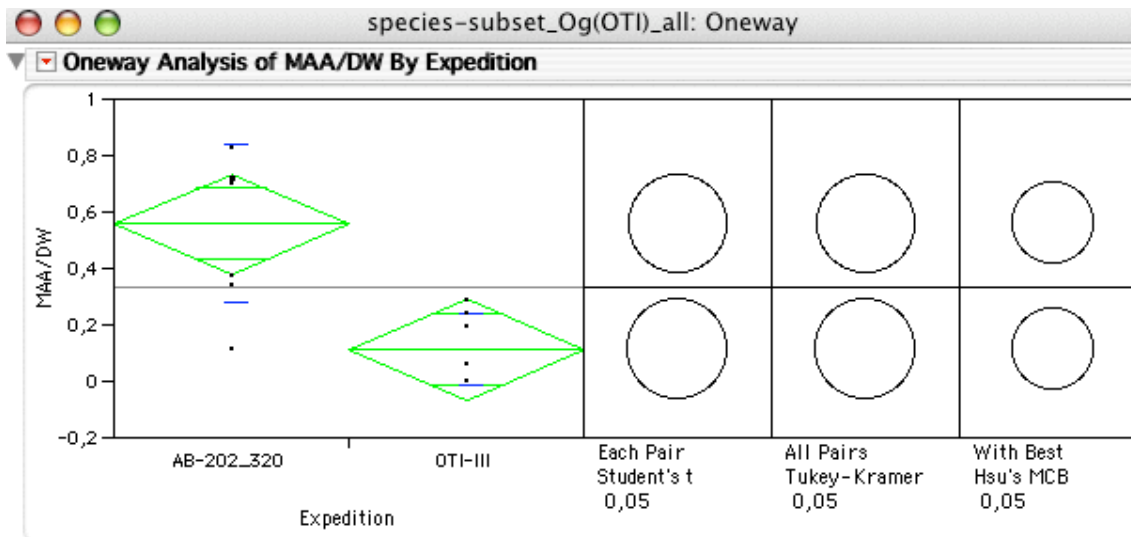 species-subset_Og(OTI)_all: Oneway
Oneway Analysis of MAA/DW By Expedition
1
0,8
0,6
0,4
0,2
0
-0,2
MAA/DW
AB-202_320
OTI-III
Expedition
Each Pair
Student's t
0,05
All Pairs
Tukey-Kramer
0,05
With Best
Hsu's MCB
0,05